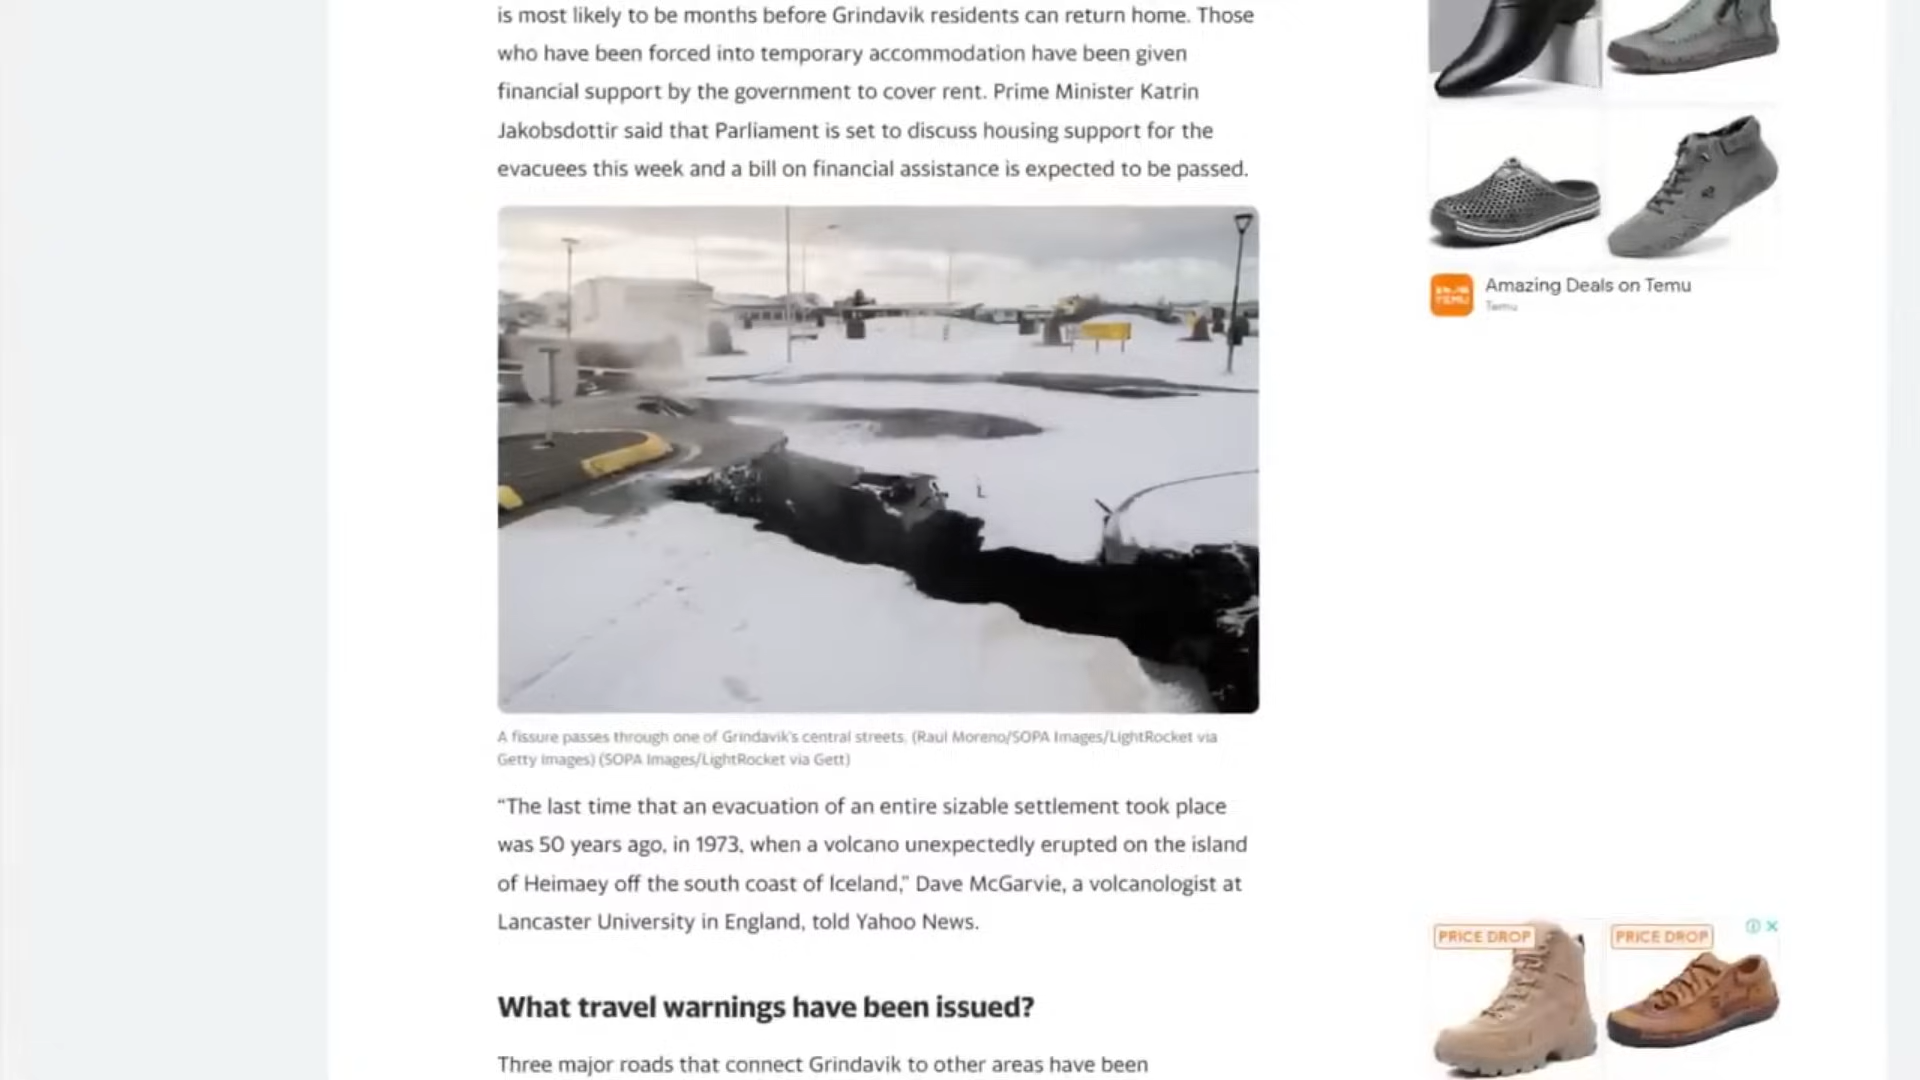 is most likely to be months before Grindavik residents can return home. Those
who have been forced into temporary accommodation have been given
financial support by the government to cover rent. Prime Minister Katrin
Jakobsdottir said that Parliament is set to discuss housing support for the
evacuees this week and a bill on financial assistance is expected to be passed.
TEMU
Amazing Deals on Temu
Temu
A fissure passes through one of Grindavik's central streets. (Raul Moreno/SOPA Images/LightRocket via
Getty Images) (SOPA Images/LightRocket via Gett)
“The last time that an evacuation of an entire sizable settlement took place
was 50 years ago, in 1973, when a volcano unexpectedly erupted on the island
of Heimaey off the south coast of Iceland,” Dave McGarvie, a volcanologist at
Lancaster University in England, told Yahoo News.
PRICE DROP
PRICE DROP
What travel warnings have been issued?
Three major roads that connect Grindavik to other areas have been